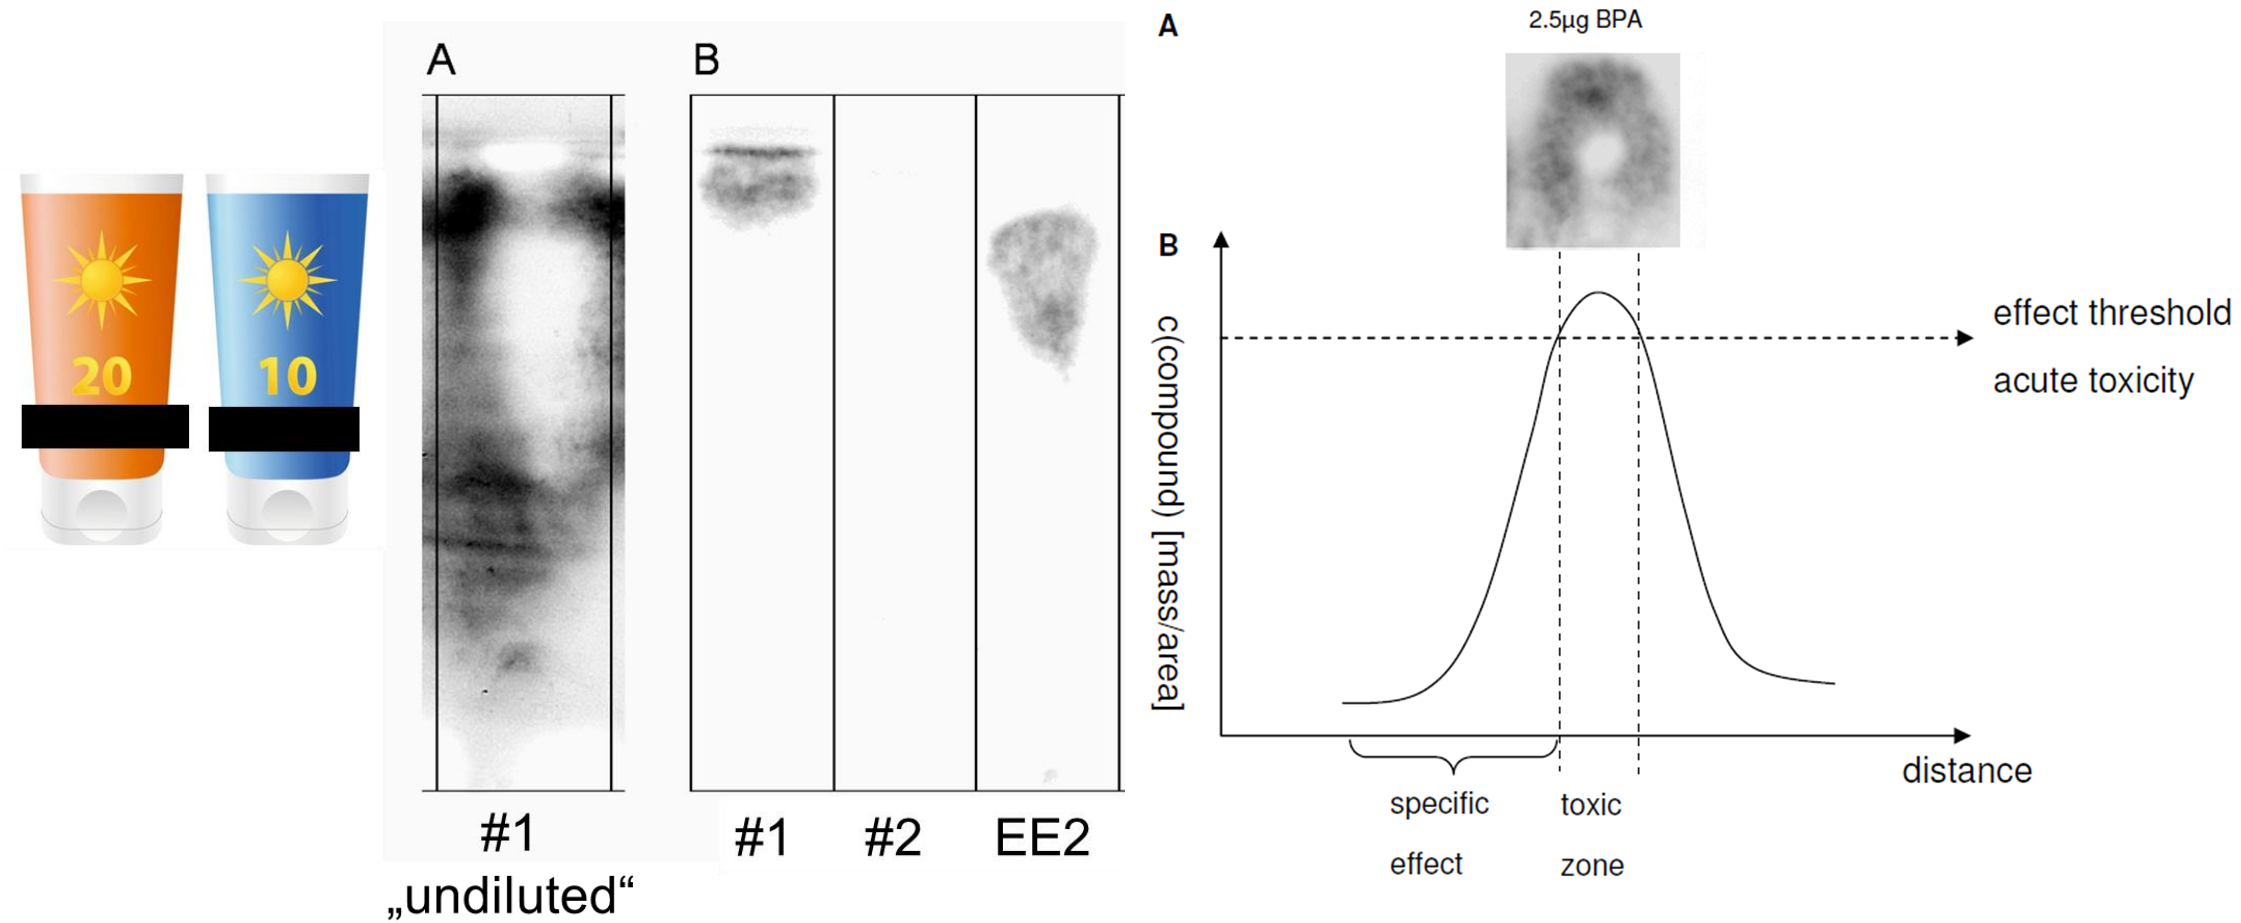 20
10
A
B
#1
„undiluted“
#1
#2
EE2
A
2.5µg BPA
B
c(compound) [mass/area]
effect threshold
acute toxicity
distance
specific
effect
toxic
zone